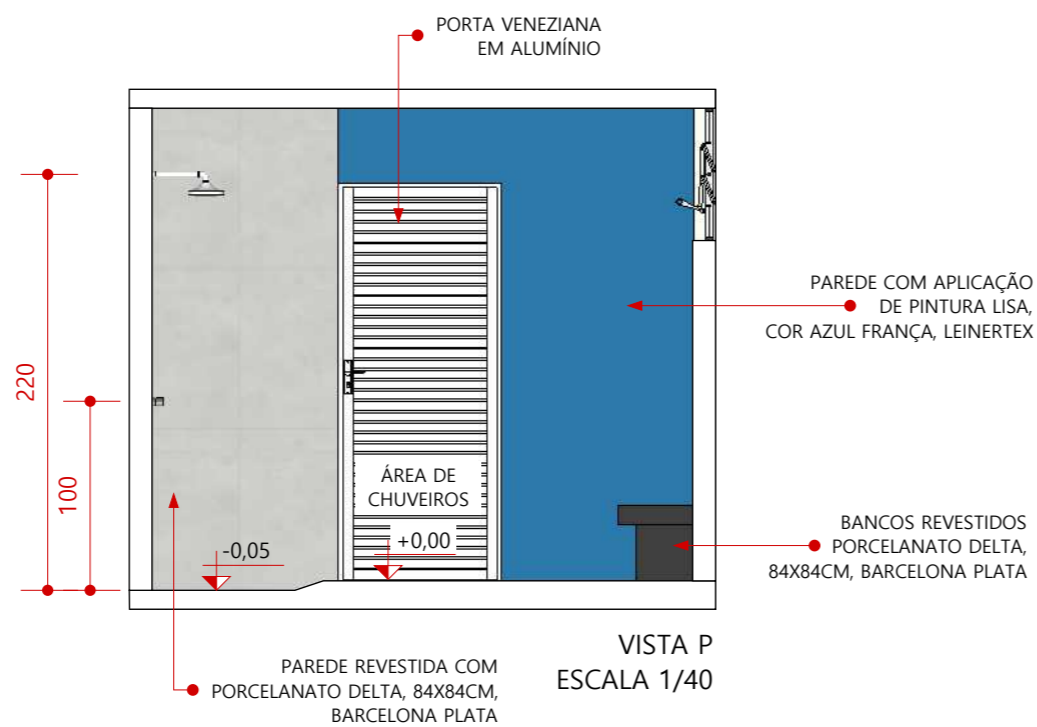 PORTA VENEZIANA
EM ALUMÍNIO
PAREDE COM APLICAÇÃO
DE PINTURA LISA,
COR AZUL FRANÇA, LEINERTEX
220
100
ÁREA DE
CHUVEIROS
-0,05
+0,00
BANCOS REVESTIDOS
PORCELANATO DELTA,
84X84CM, BARCELONA PLATA
VISTA P
ESCALA 1/40
PAREDE REVESTIDA COM
PORCELANATO DELTA, 84X84CM,
BARCELONA PLATA